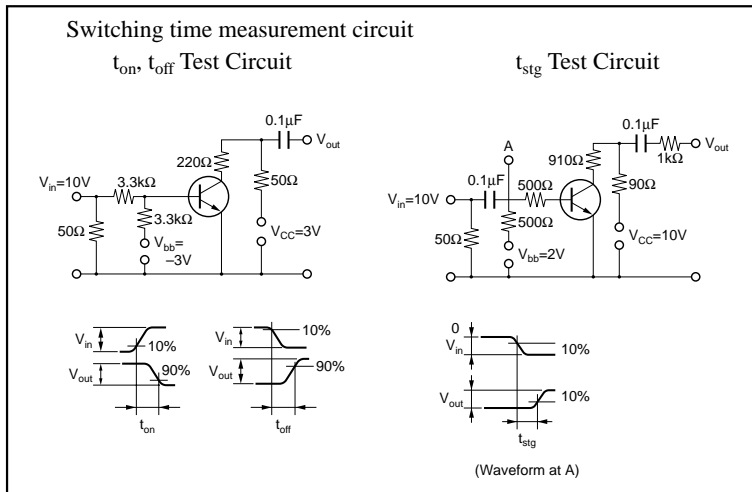 Switching time measurement circuit
t_on, t_off Test Circuit
0.1μF
V_out
220Ω
50Ω
V_in=10V
3.3kΩ
3.3kΩ
50Ω
V_bb=
–3V
V_CC=3V
V_in
10%
V_out
90%
t_on
V_in
10%
V_out
90%
t_off
t_stg Test Circuit
0.1μF
V_out
1kΩ
A
910Ω
0.1μF
500Ω
90Ω
V_in=10V
500Ω
50Ω
V_bb=2V
V_CC=10V
0
V_in
10%
V_out
10%
t_stg
(Waveform at A)